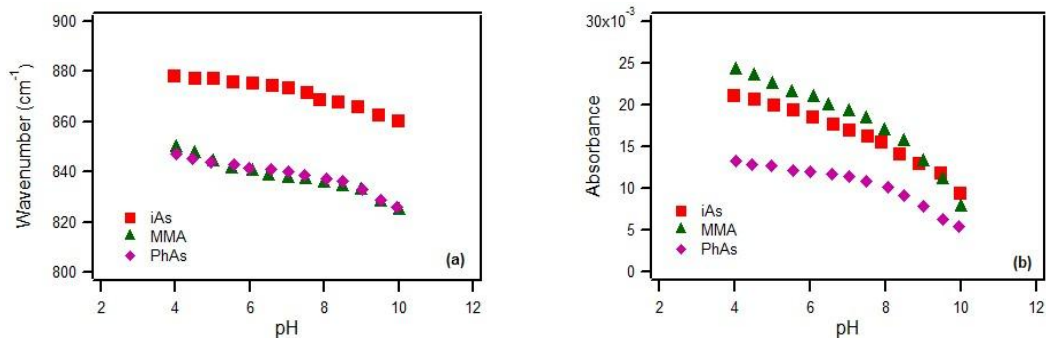 900
880
860
840
820
800
Wavenumber (cm⁻¹)
iAs
MMA
PhAs
(a)
2 4 6 8 10 12
pH
30x10⁻³
25
20
15
10
5
0
Absorbance
iAs
MMA
PhAs
(b)
2 4 6 8 10 12
pH